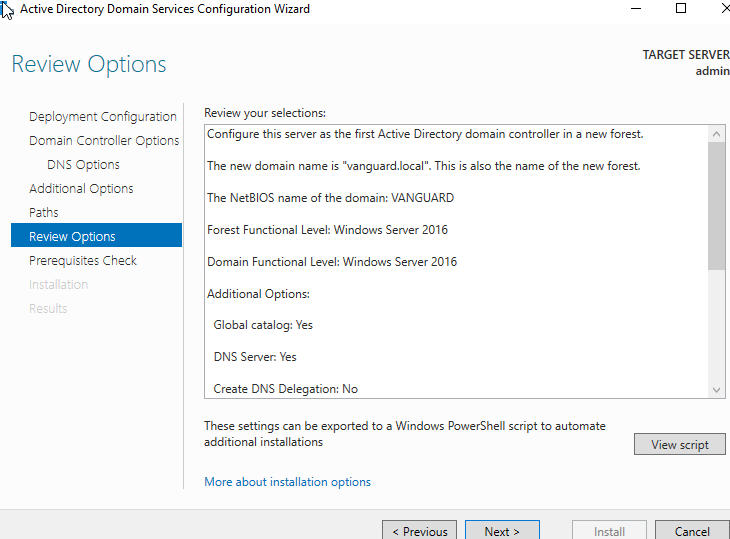 Active Directory Domain Services Configuration Wizard
Review Options
TARGET SERVER
admin
Deployment Configuration
Domain Controller Options
DNS Options
Additional Options
Paths
Review Options
Prerequisites Check
Installation
Results
Review your selections:
Configure this server as the first Active Directory domain controller in a new forest.
The new domain name is "vanguard.local". This is also the name of the new forest.
The NetBIOS name of the domain: VANGUARD
Forest Functional Level: Windows Server 2016
Domain Functional Level: Windows Server 2016
Additional Options:
Global catalog: Yes
DNS Server: Yes
Create DNS Delegation: No
These settings can be exported to a Windows PowerShell script to automate
additional installations
View script
More about installation options
< Previous
Next >
Install
Cancel